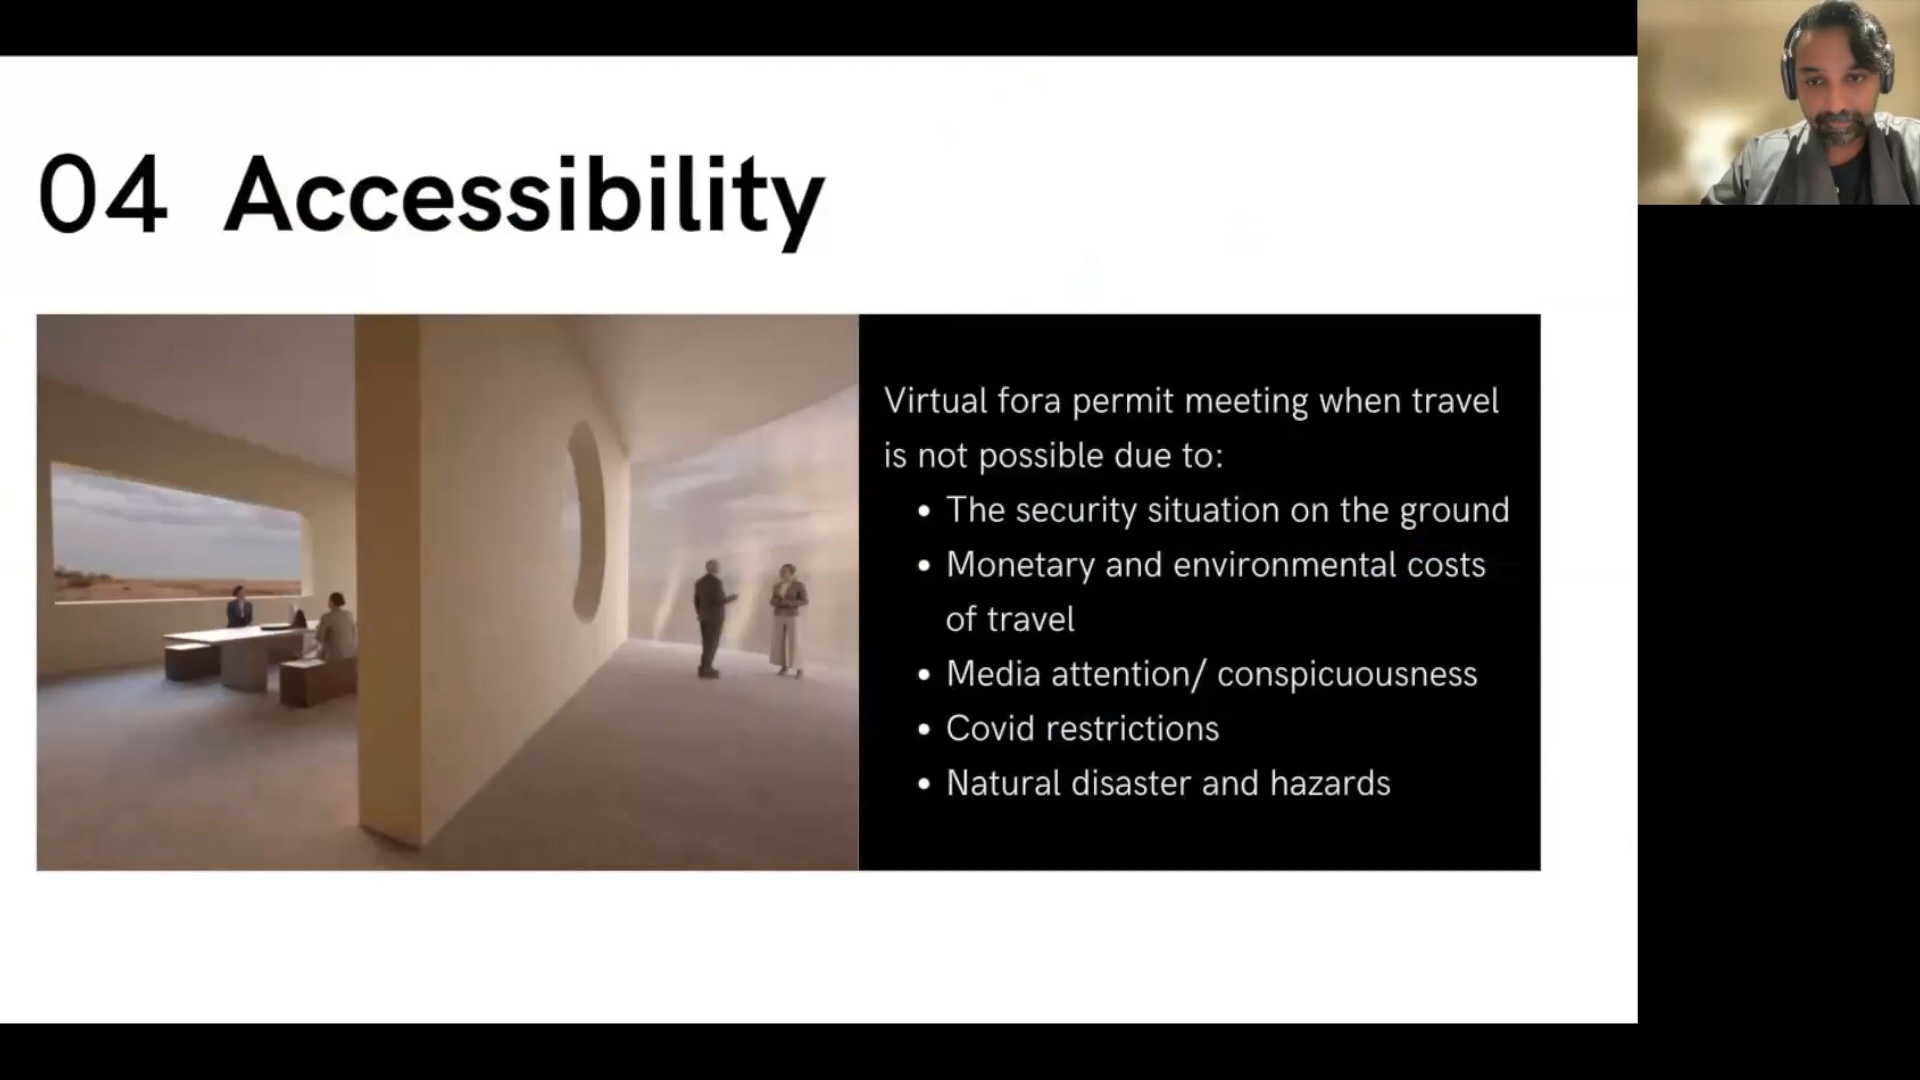 04 Accessibility
Virtual fora permit meeting when travel
is not possible due to:
• The security situation on the ground
• Monetary and environmental costs
of travel
• Media attention/ conspicuousness
• Covid restrictions
• Natural disaster and hazards